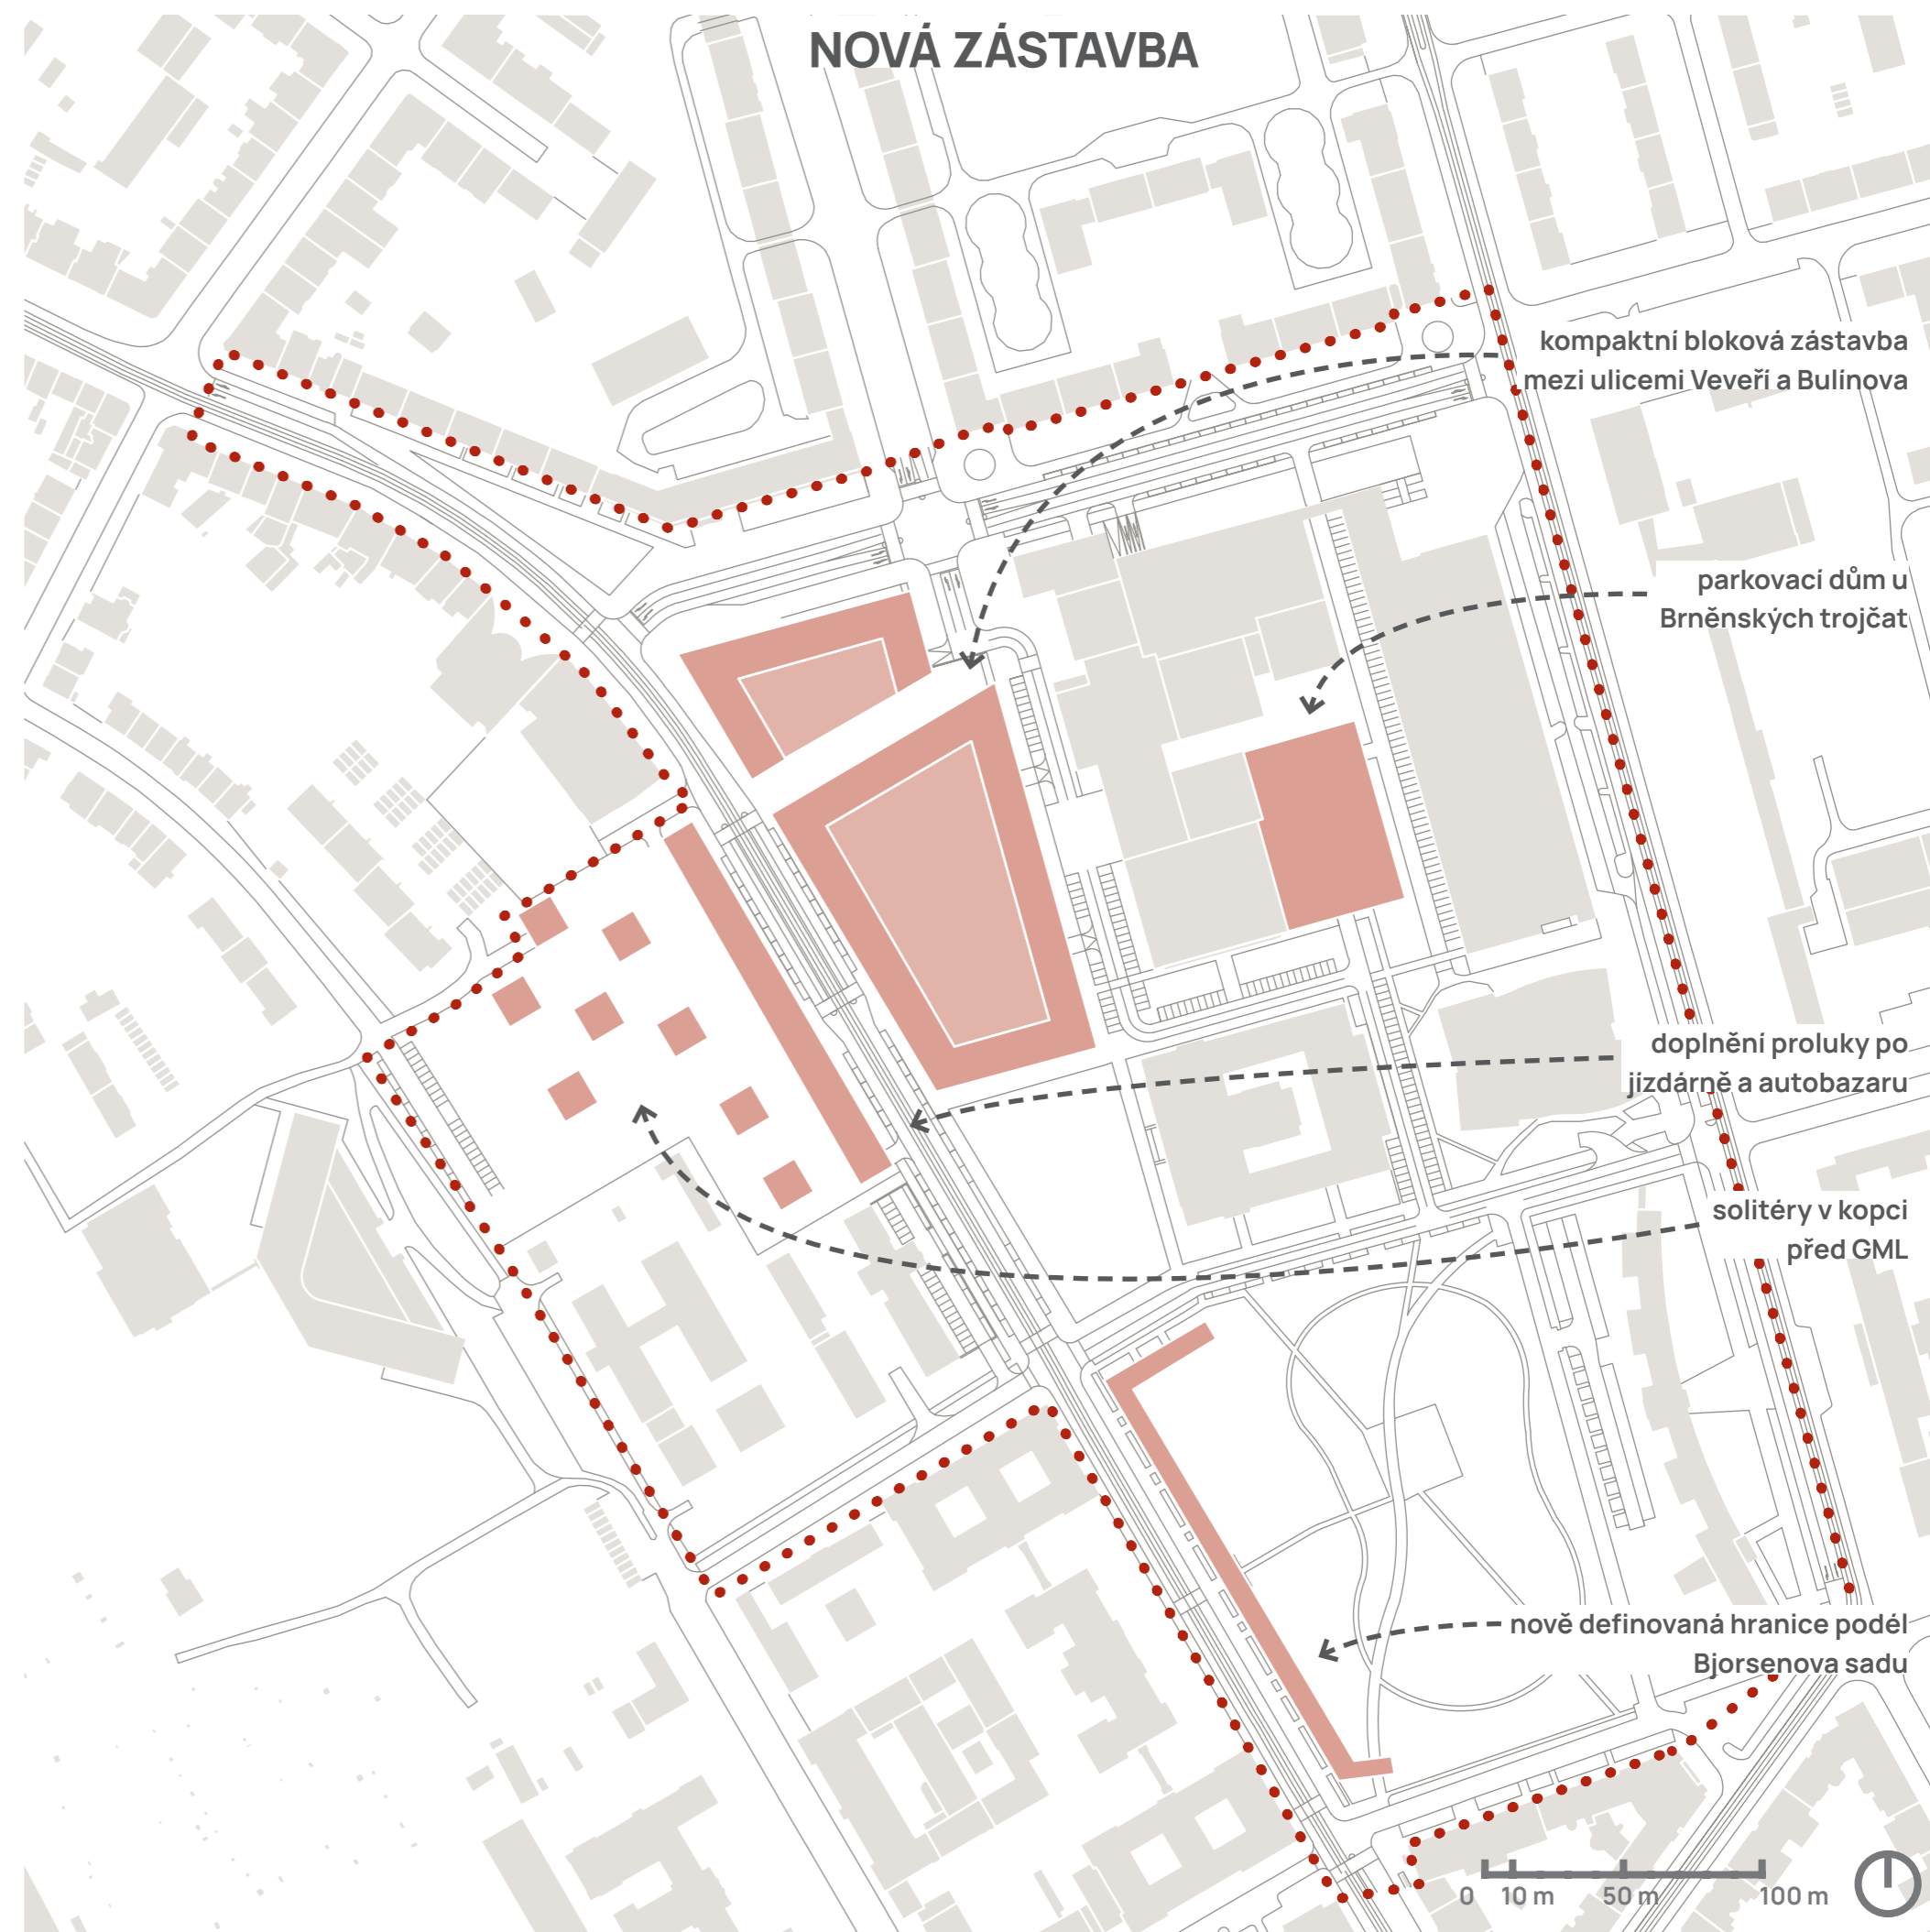 NOVÁ ZÁSTAVBA
kompaktní bloková zástavba
mezi ulicemi Veveří a Bulínova
parkovací dům u
Brněnských trojčat
doplnění proluky po
jízdárně a autobazaru
solitéry v kopci
před GML
nově definovaná hranice podél
Bjorsenova sadu
0 10 m 50 m 100 m